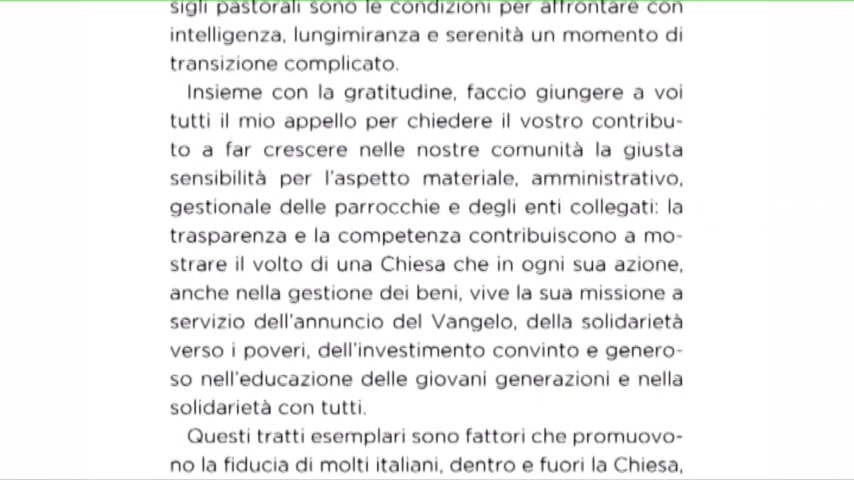 sigli pastorali sono le condizioni per affrontare con
intelligenza, lungimiranza e serenità un momento di
transizione complicato.
Insieme con la gratitudine, faccio giungere a voi
tutti il mio appello per chiedere il vostro contribu-
to a far crescere nelle nostre comunità la giusta
sensibilità per l'aspetto materiale, amministrativo,
gestionale delle parrocchie e degli enti collegati: la
trasparenza e la competenza contribuiscono a mo-
strare il volto di una Chiesa che in ogni sua azione,
anche nella gestione dei beni, vive la sua missione a
servizio dell'annuncio del Vangelo, della solidarietà
verso i poveri, dell'investimento convinto e genero-
so nell'educazione delle giovani generazioni e nella
solidarietà con tutti.
Questi tratti esemplari sono fattori che promuovo-
no la fiducia di molti italiani, dentro e fuori la Chiesa,